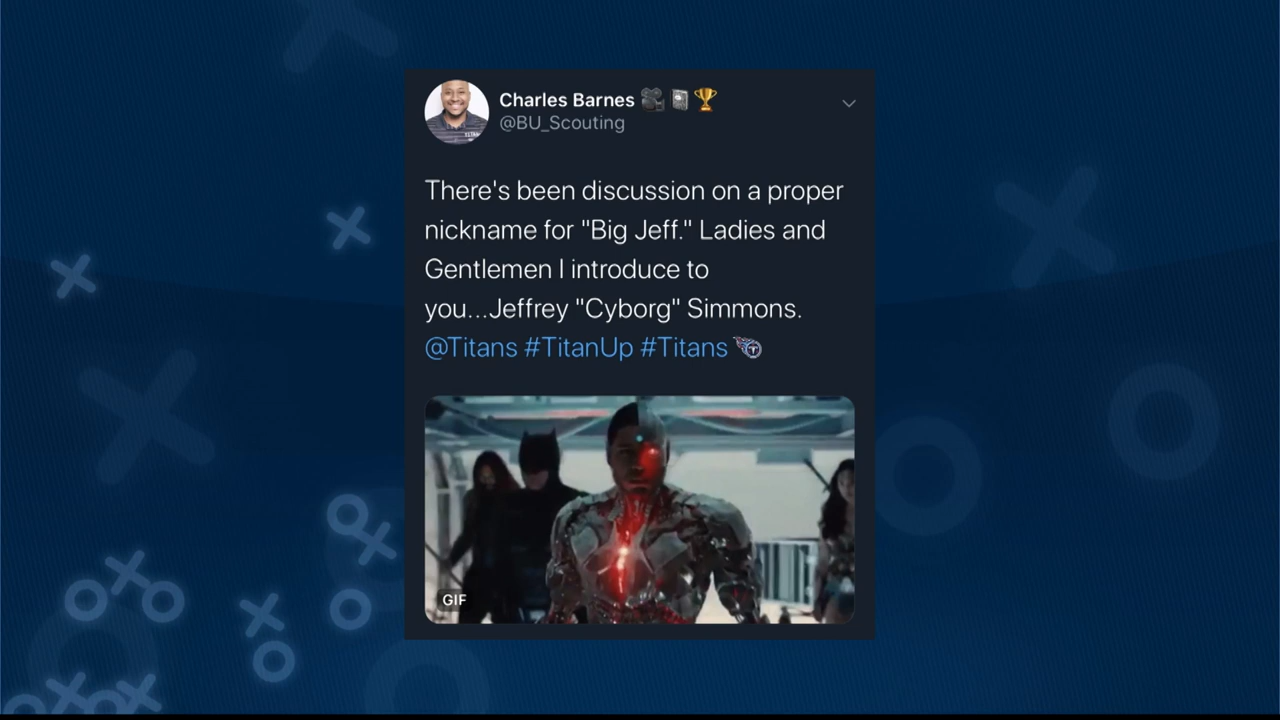 Charles Barnes 🎥 📓 🏆
@BU_Scouting
There's been discussion on a proper
nickname for "Big Jeff." Ladies and
Gentlemen I introduce to
you...Jeffrey "Cyborg" Simmons.
@Titans #TitanUp #Titans
GIF